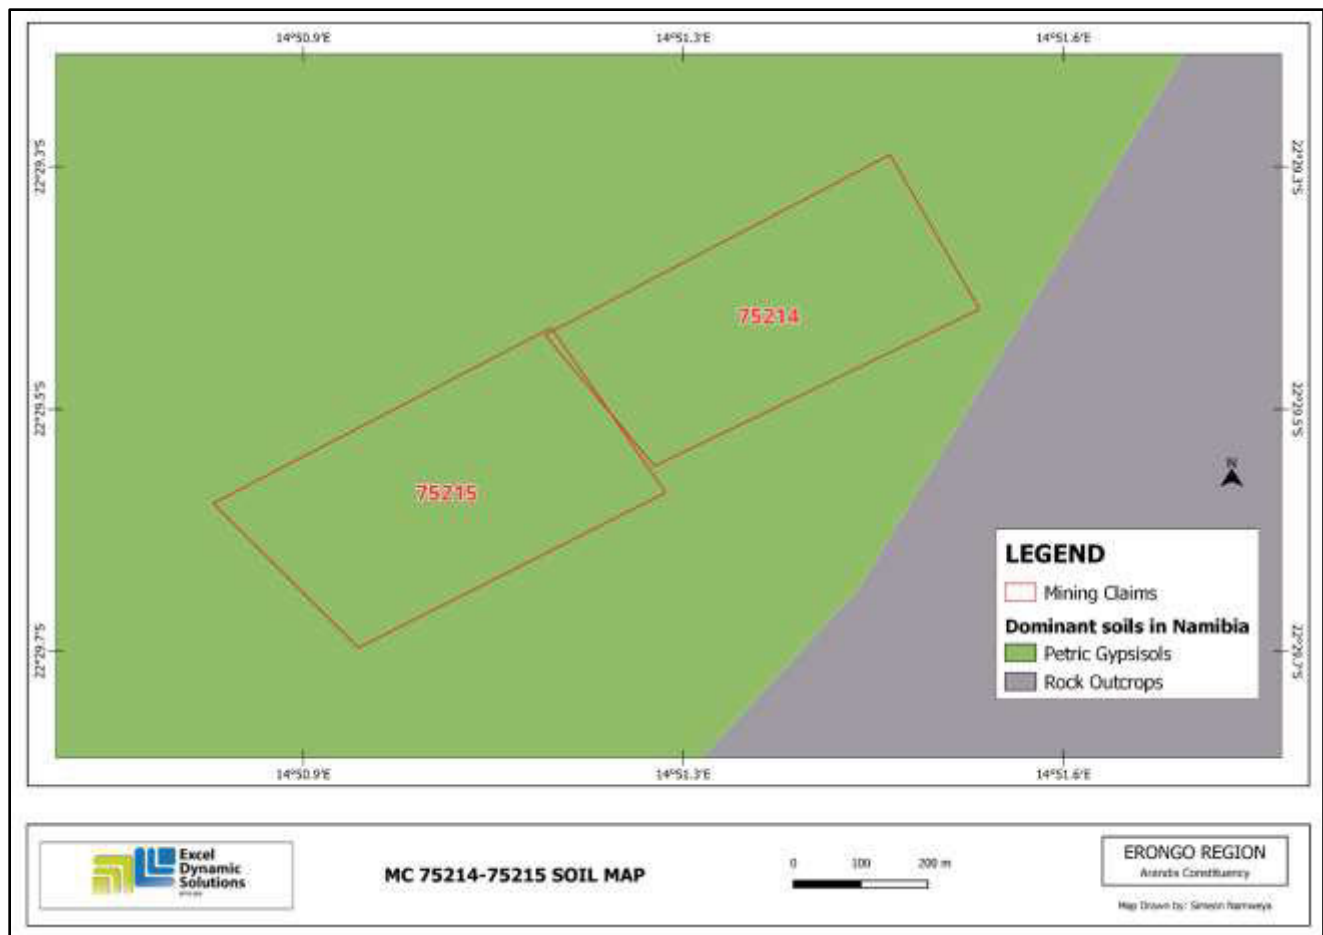 14°50.9'E 14°51.3'E 14°51.6'E
22°29.3'S 22°29.3'S
75214
22°29.5'S 22°29.5'S
N
75215
LEGEND
Mining Claims
Dominant soils in Namibia
Petric Gypsisols
Rock Outcrops
22°29.7'S 22°29.7'S
14°50.9'E 14°51.3'E 14°51.6'E
Excel
Dynamic
Solutions
MC 75214-75215 SOIL MAP
0 100 200 m
ERONGO REGION
Arandis Constituency
Map Drawn by: Simeon Namweya